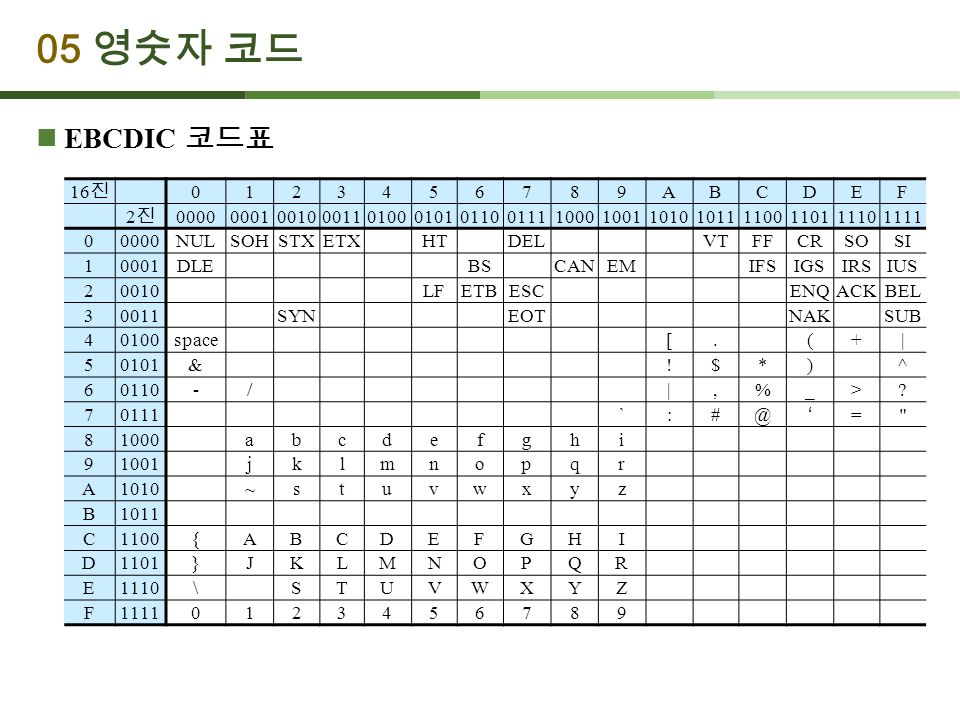 05 영숫자 코드
EBCDIC 코드표
16진 0 1 2 3 4 5 6 7 8 9 A B C D E F
2진 0000 0001 0010 0011 0100 0101 0110 0111 1000 1001 1010 1011 1100 1101 1110 1111
0 0000 NUL SOH STX ETX HT DEL VT FF CR SO SI
1 0001 DLE BS CAN EM IFS IGS IRS IUS
2 0010 LF ETB ESC ENQ ACK BEL
3 0011 SYN EOT NAK SUB
4 0100 space [ . ( + |
5 0101 & ! $ * ) ^
6 0110 - / | , % _ > ?
7 0111 ` : # @ ‘ = "
8 1000 a b c d e f g h i
9 1001 j k l m n o p q r
A 1010 ~ s t u v w x y z
B 1011
C 1100 { A B C D E F G H I
D 1101 } J K L M N O P Q R
E 1110 \ S T U V W X Y Z
F 1111 0 1 2 3 4 5 6 7 8 9